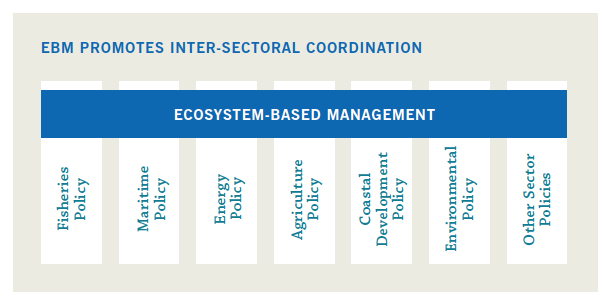 EBM PROMOTES INTER-SECTORAL COORDINATION
ECOSYSTEM-BASED MANAGEMENT
Fisheries
Policy
Maritime
Policy
Energy
Policy
Agriculture
Policy
Coastal
Development
Policy
Environmental
Policy
Other Sector
Policies